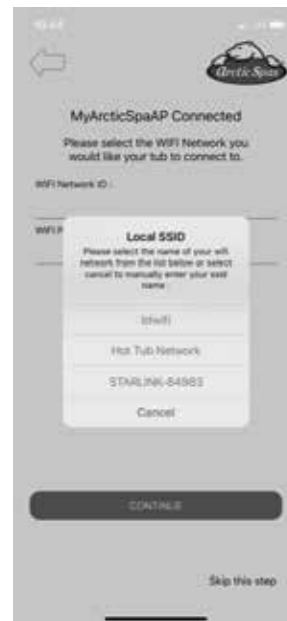 Arctic Spas
MyArcticSpaAP Connected
Please select the WIFI Network you
would like your tub to connect to.
WIFI Network ID :
WIFI P
Local SSID
Please select the name of your wifi
network from the list below or select
cancel to manually enter your ssid
name
Hot Tub Network
STARLINK-84983
Cancel
CONTINUE
Skip this step